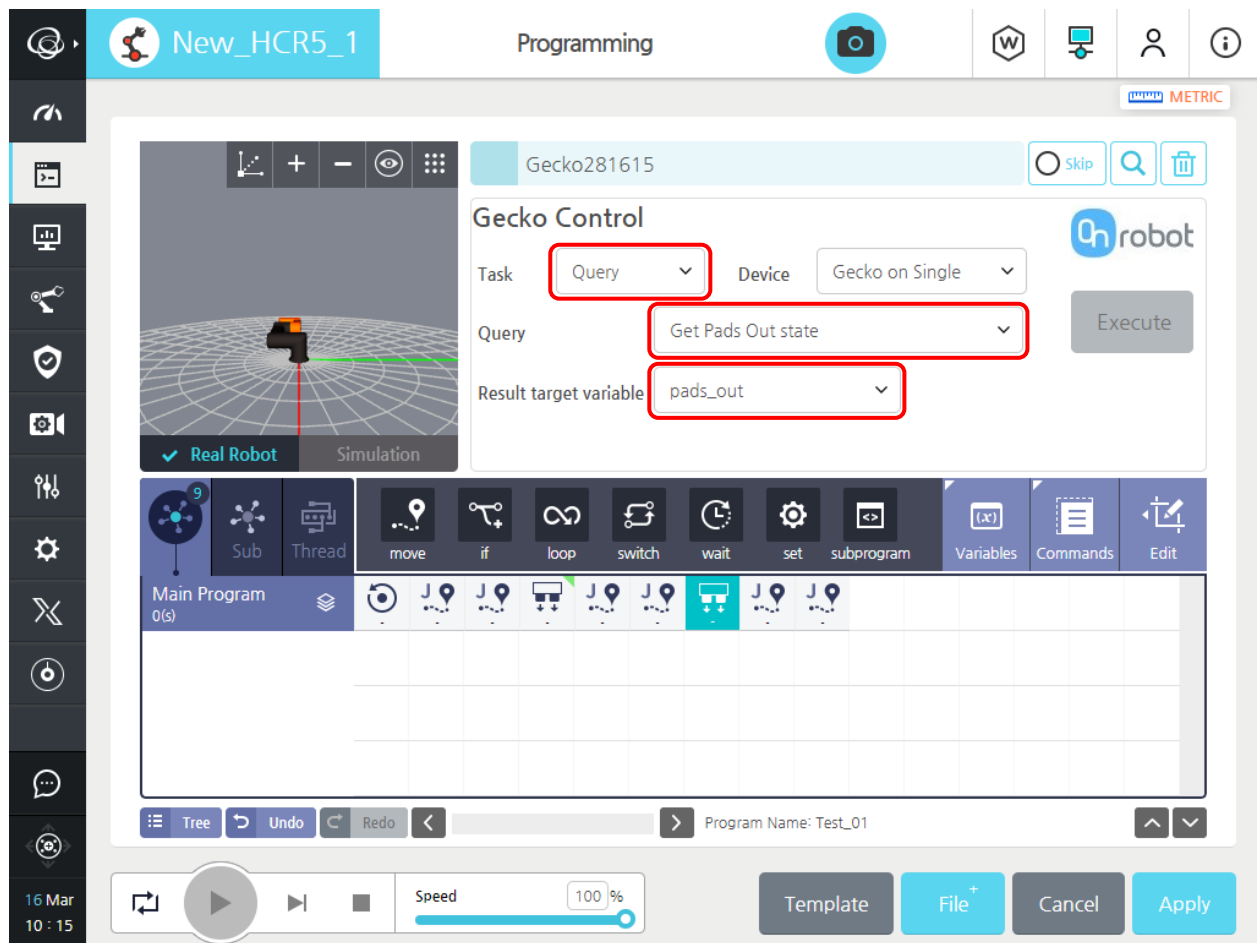 New_HCR5_1
Programming
W
METRIC
Gecko281615
Skip
Gecko Control
On robot
Task
Query
Device
Gecko on Single
Query
Get Pads Out state
Execute
Result target variable
pads_out
Real Robot
Simulation
9
Sub
Thread
move
if
loop
switch
wait
set
subprogram
(x)
Variables
Commands
Edit
Main Program
0(s)
J
J
J
J
J
J
Tree
Undo
Redo
Program Name: Test_01
16 Mar
10 : 15
Speed
100 %
Template
File+
Cancel
Apply